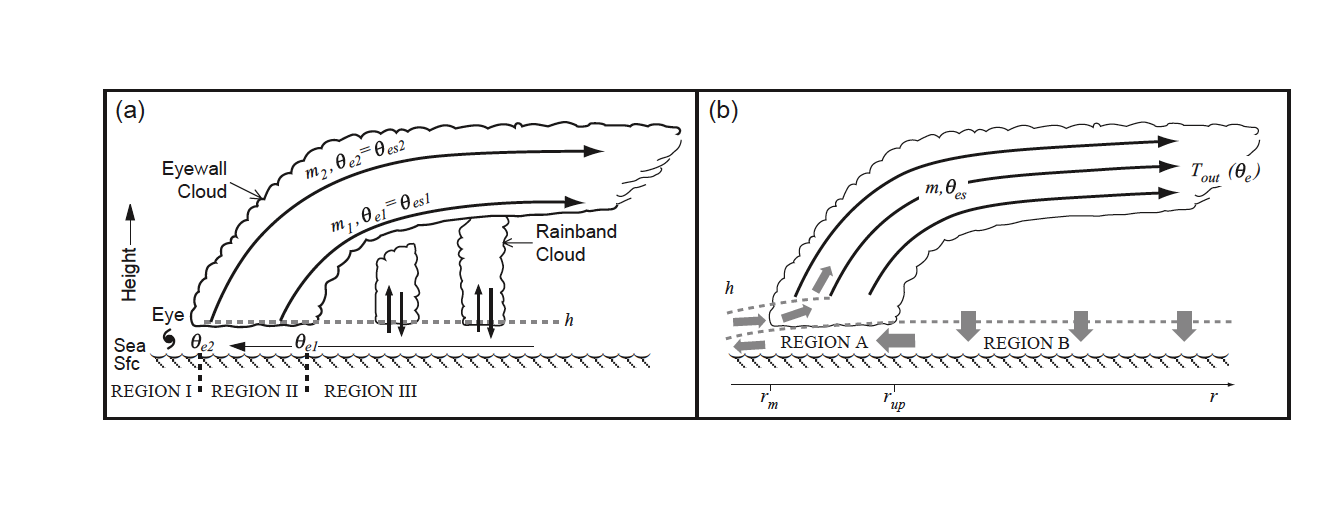 (a)
Eyewall
Cloud
m₂, θₑ₂=θₑₛ₂
m₁, θₑ₁=θₑₛ₁
Rainband
Cloud
Height
h
Eye
Sea
Sfc
θₑ₂
θₑ₁
REGION I
REGION II
REGION III
(b)
m, θₑₛ
T_out (θₑ)
h
REGION A
REGION B
r_m
r_up
r